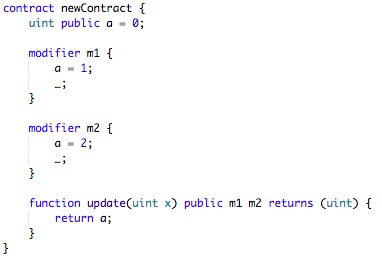 contract newContract {
    uint public a = 0;

    modifier m1 {
        a = 1;
        _;
    }

    modifier m2 {
        a = 2;
        _;
    }

    function update(uint x) public m1 m2 returns (uint) {
        return a;
    }
}